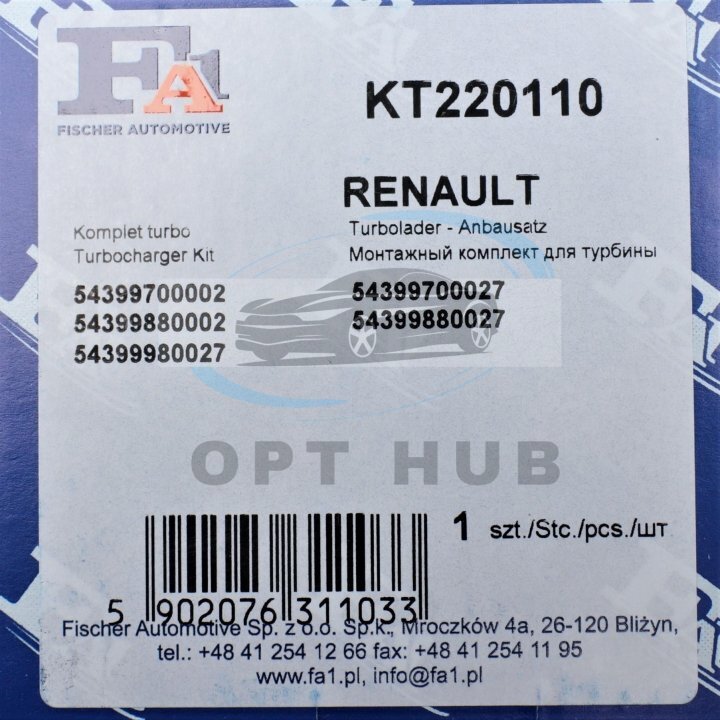 FA1
FISCHER AUTOMOTIVE
KT220110
RENAULT
Komplet turbo
Turbocharger Kit
Turbolader - Anbausatz
Монтажный комплект для турбины
54399700002
54399880002
54399980027
54399700027
54399880027
OPT HUB
1 szt./Stc./pcs./шт
5 902076 311033
Fischer Automotive Sp. z o.o. Sp.k., Mroczków 4a, 26-120 Bliżyn,
tel.: +48 41 254 12 66 fax: +48 41 254 11 95
www.fa1.pl, info@fa1.pl